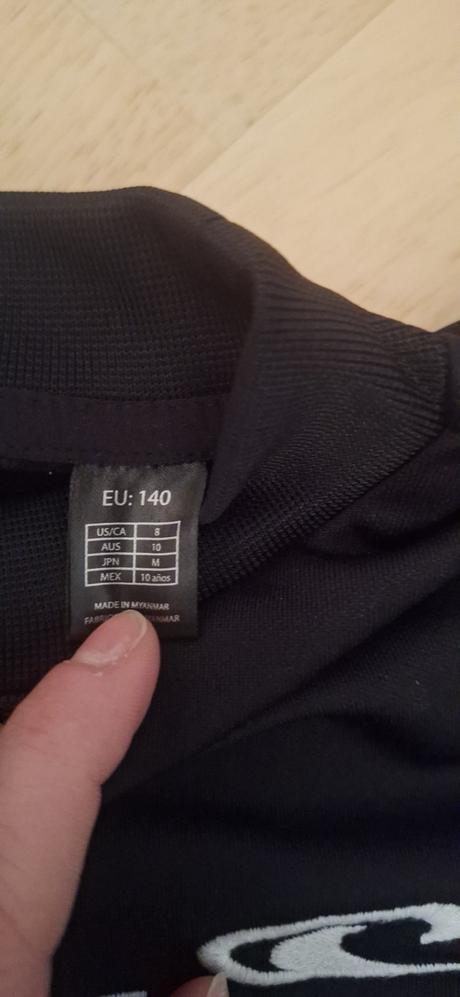 EU: 140
US/CA 8
AUS 10
JPN M
MEX 10 años
MADE IN MYANMAR